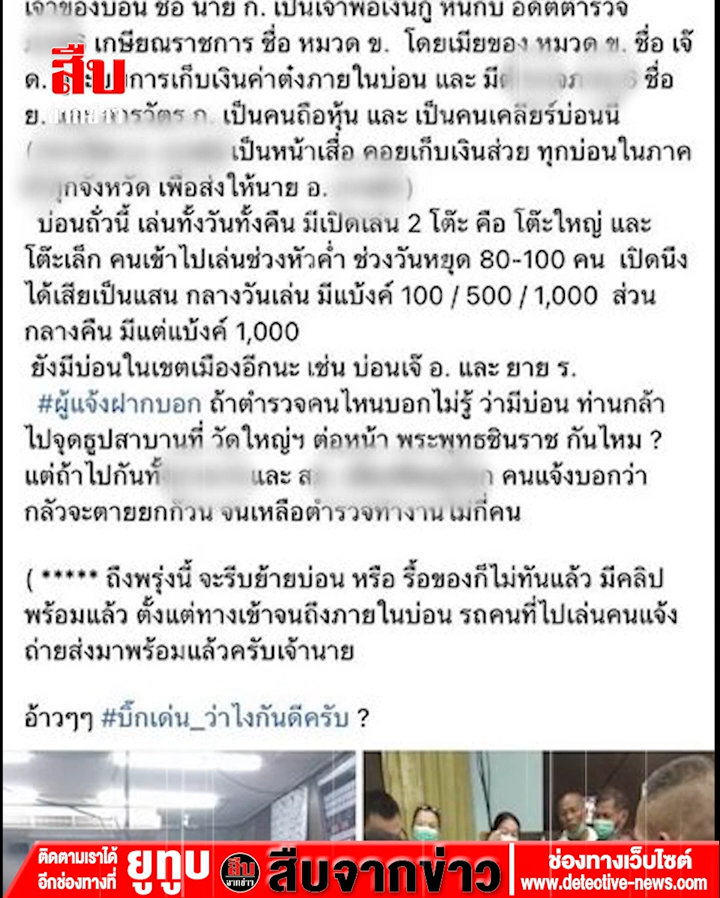 เจ้าของบ่อน ชื่อ นาย ก. เป็นเจ้าพ่อเงินกู้ หุ้นกับ อดีตตำรวจ
เกษียณราชการ ชื่อ หมวด ข. โดยเมียของ หมวด ข. ชื่อ เจ๊
ด. การเก็บเงินค่าต๋งภายในบ่อน และ มี ชื่อ
ย. ก. เป็นคนถือหุ้น และ เป็นคนเคลียร์บ่อนนี้
( เป็นหน้าเสื่อ คอยเก็บเงินส่วย ทุกบ่อนในภาค
ทุกจังหวัด เพื่อส่งให้นาย อ. )
บ่อนถั่วนี้ เล่นทั้งวันทั้งคืน มีเปิดเล่น 2 โต๊ะ คือ โต๊ะใหญ่ และ
โต๊ะเล็ก คนเข้าไปเล่นช่วงหัวค่ำ ช่วงวันหยุด 80-100 คน เปิดนึง
ได้เสียเป็นแสน กลางวันเล่น มีแบ้งค์ 100 / 500 / 1,000 ส่วน
กลางคืน มีแต่แบ้งค์ 1,000
ยังมีบ่อนในเขตเมืองอีกนะ เช่น บ่อนเจ๊ อ. และ ยาย ร.
#ผู้แจ้งฝากบอก ถ้าตำรวจคนไหนบอกไม่รู้ ว่ามีบ่อน ท่านกล้า
ไปจุดธูปสาบานที่ วัดใหญ่ฯ ต่อหน้า พระพุทธชินราช กันไหม ?
แต่ถ้าไปกันทั้ และ ส คนแจ้งบอกว่า
กลัวจะตายยกก๊วน จนเหลือตำรวจทำงานไม่กี่คน
( ***** ถึงพรุ่งนี้ จะรีบย้ายบ่อน หรือ รื้อของก็ไม่ทันแล้ว มีคลิป
พร้อมแล้ว ตั้งแต่ทางเข้าจนถึงภายในบ่อน รถคนที่ไปเล่นคนแจ้ง
ถ่ายส่งมาพร้อมแล้วครับเจ้านาย
อ้าวๆๆ #บิ๊กเด่น_ว่าไงกันดีครับ ?
สืบ
จากข่าว
ติดตามเราได้
อีกช่องทางที่
ยูทูบ
สืบ
จากข่าว
สืบจากข่าว
ช่องทางเว็บไซต์
www.detective-news.com